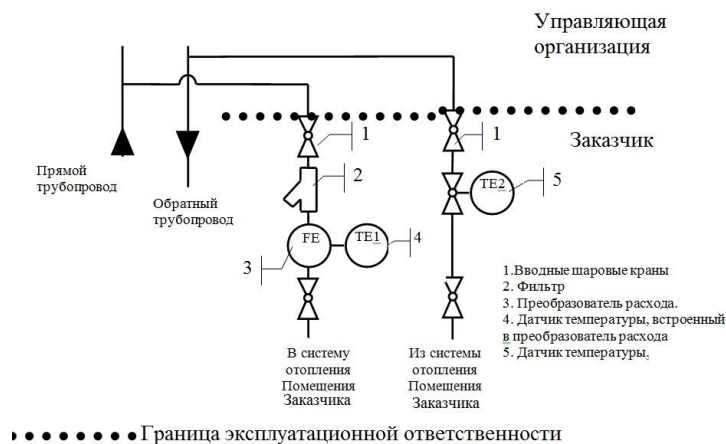 Управляющая
организация
Заказчик
Прямой
трубопровод
Обратный
трубопровод
1
1
2
TE2
5
FE
TE1
3
4
1.Вводные шаровые краны
2. Фильтр
3. Преобразователь расхода.
4. Датчик температуры, встроенный
в преобразователь расхода
5. Датчик температуры.
В систему
отопления
Помещения
Заказчика
Из системы
отопления
Помещения
Заказчика
Граница эксплуатационной ответственности